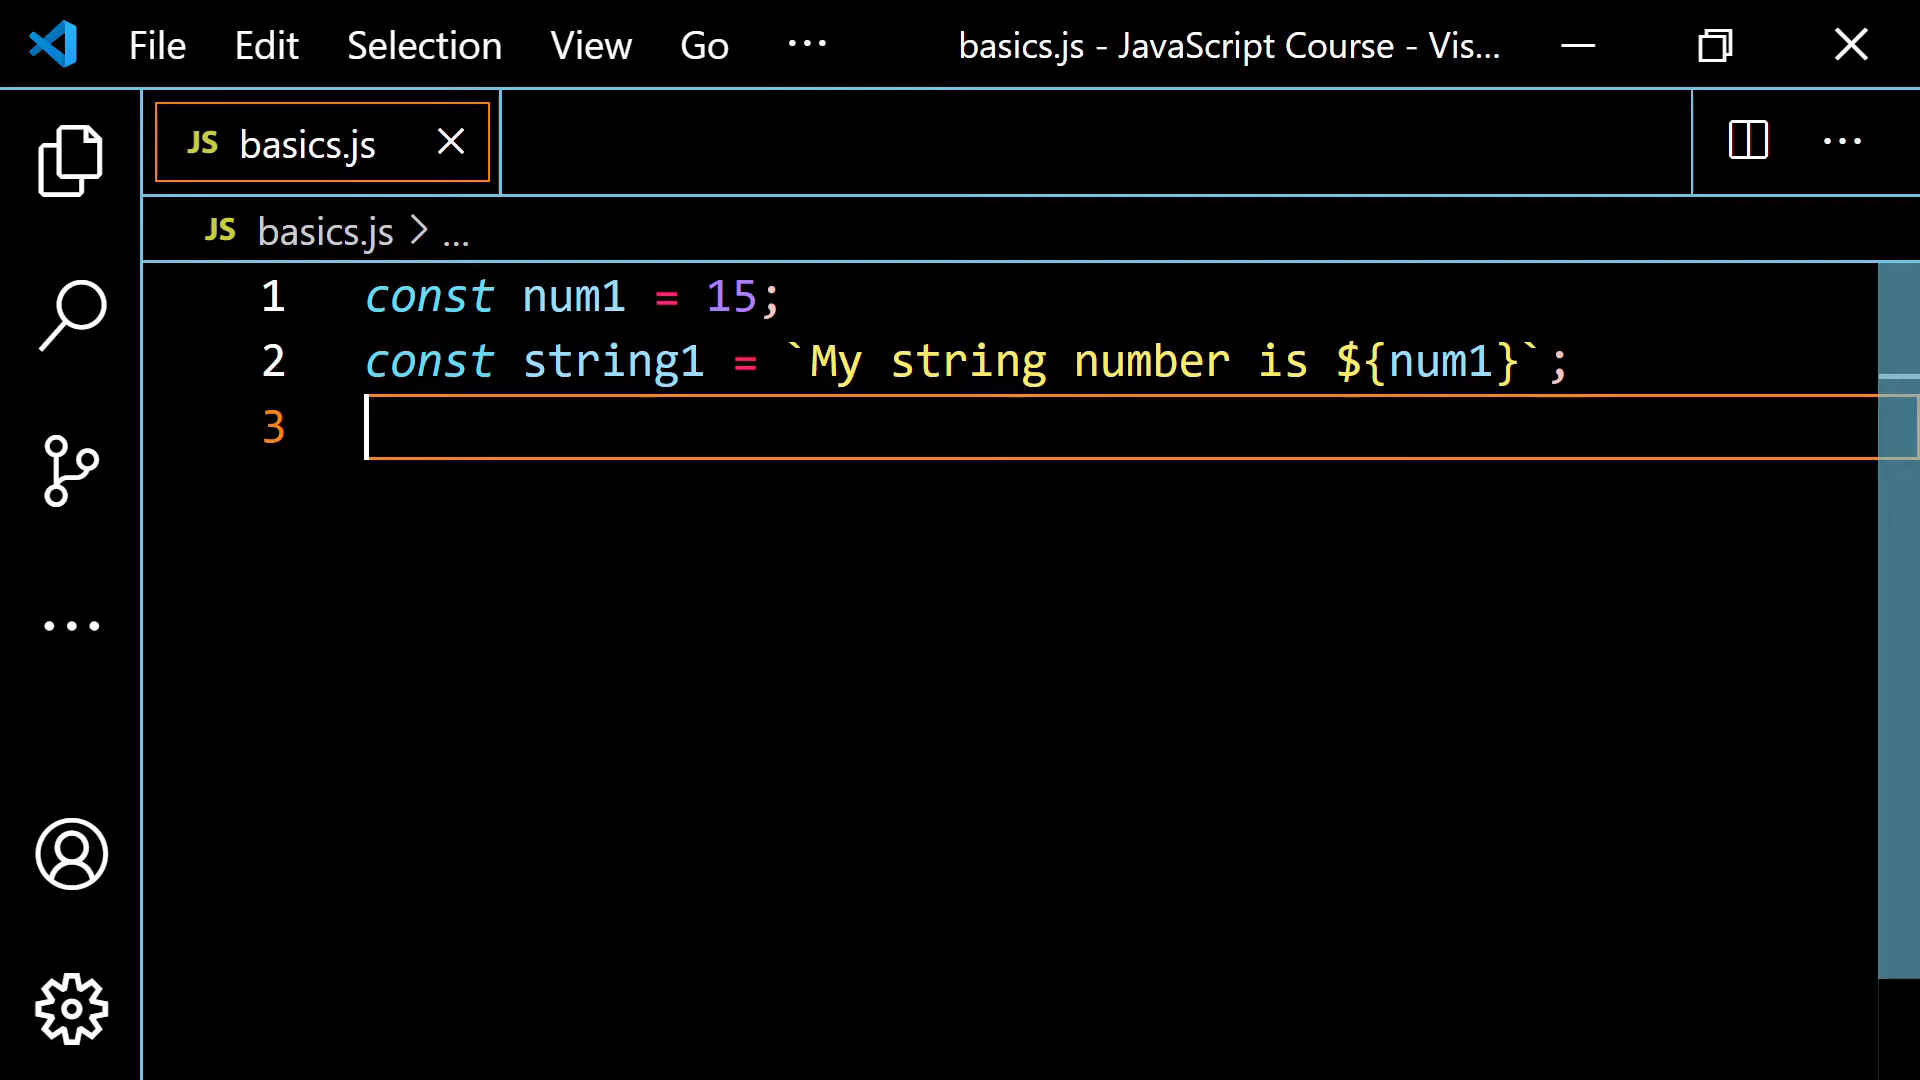 File Edit Selection View Go ... basics.js - JavaScript Course - Vis...
JS basics.js
JS basics.js > ...
1 const num1 = 15;
2 const string1 = `My string number is ${num1}`;
3